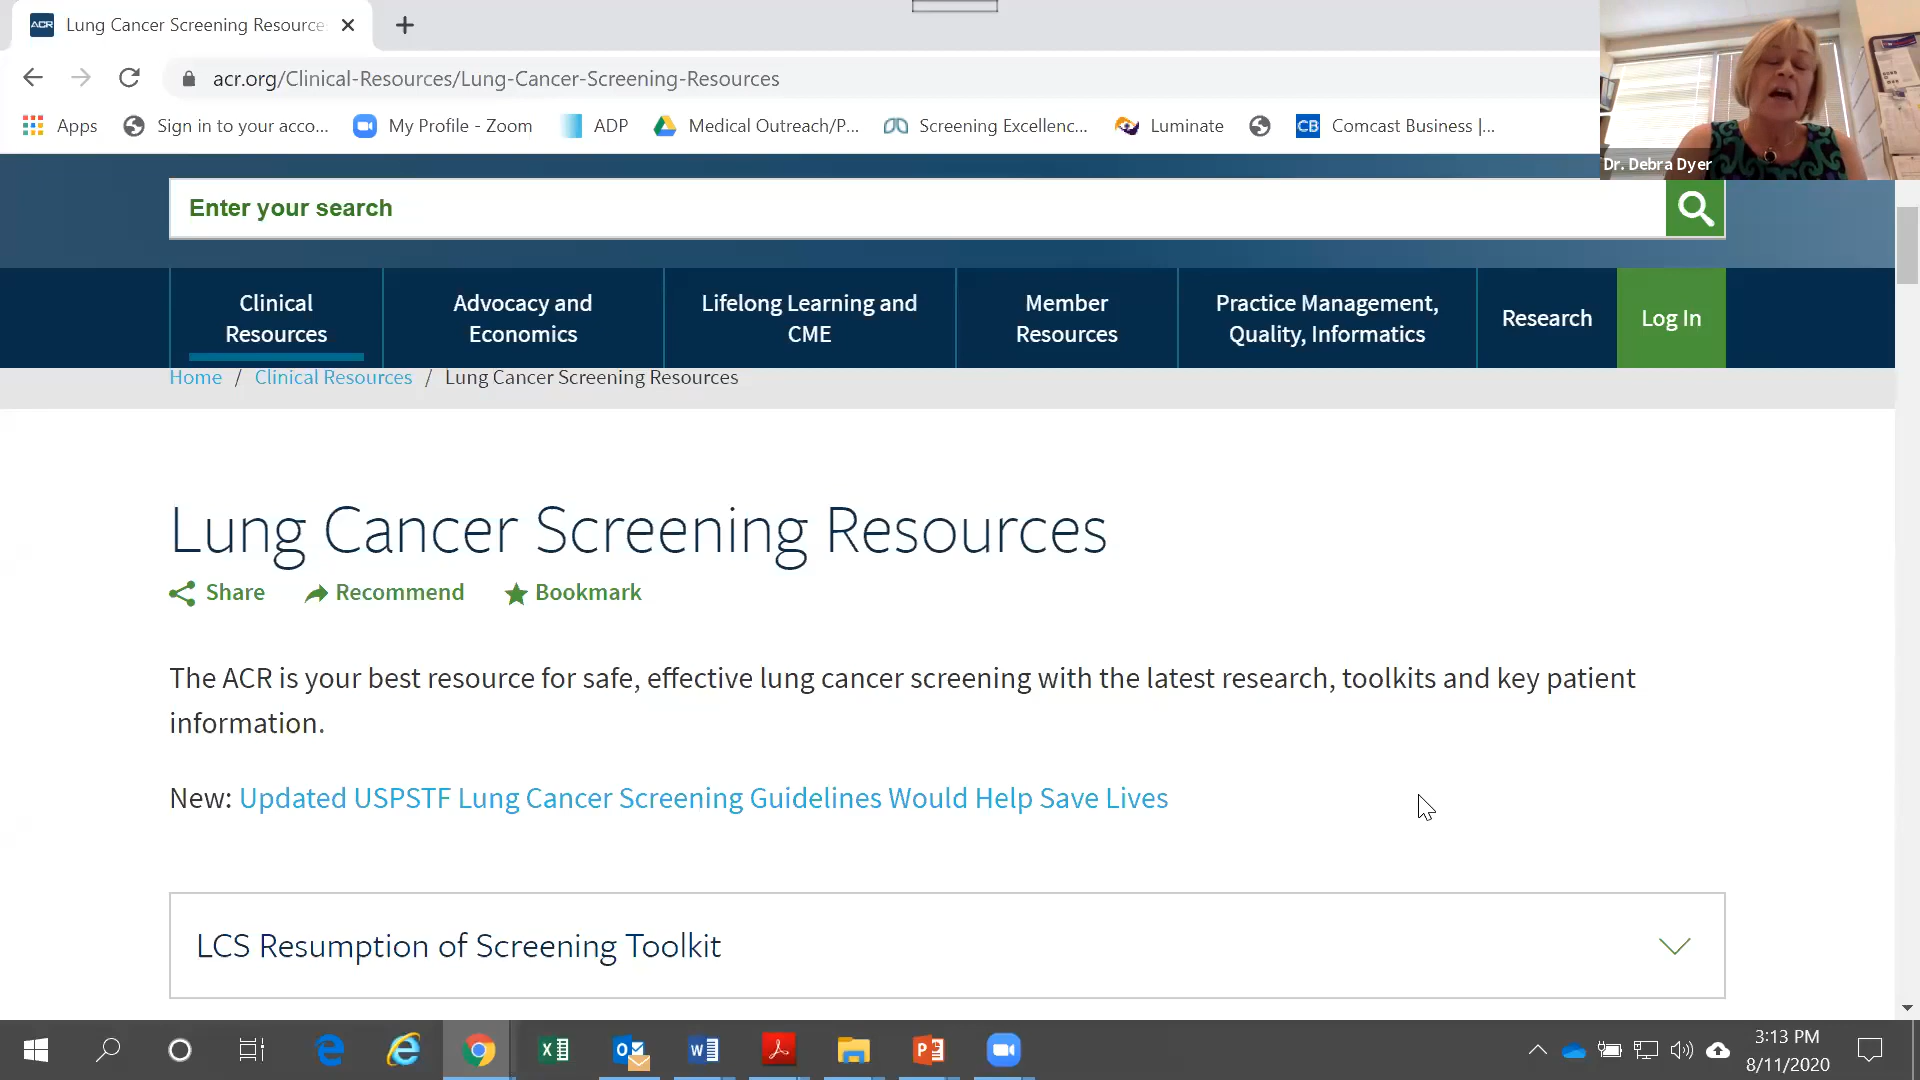 ACR
Lung Cancer Screening Resource
acr.org/Clinical-Resources/Lung-Cancer-Screening-Resources
Apps
Sign in to your acco...
My Profile - Zoom
ADP
Medical Outreach/P...
Screening Excellenc...
Luminate
CB
Comcast Business |...
Dr. Debra Dyer
Enter your search
Clinical
Resources
Advocacy and
Economics
Lifelong Learning and
CME
Member
Resources
Practice Management,
Quality, Informatics
Research
Log In
Home / Clinical Resources / Lung Cancer Screening Resources
Lung Cancer Screening Resources
Share
Recommend
Bookmark
The ACR is your best resource for safe, effective lung cancer screening with the latest research, toolkits and key patient
information.
New: Updated USPSTF Lung Cancer Screening Guidelines Would Help Save Lives
LCS Resumption of Screening Toolkit
3:13 PM
8/11/2020